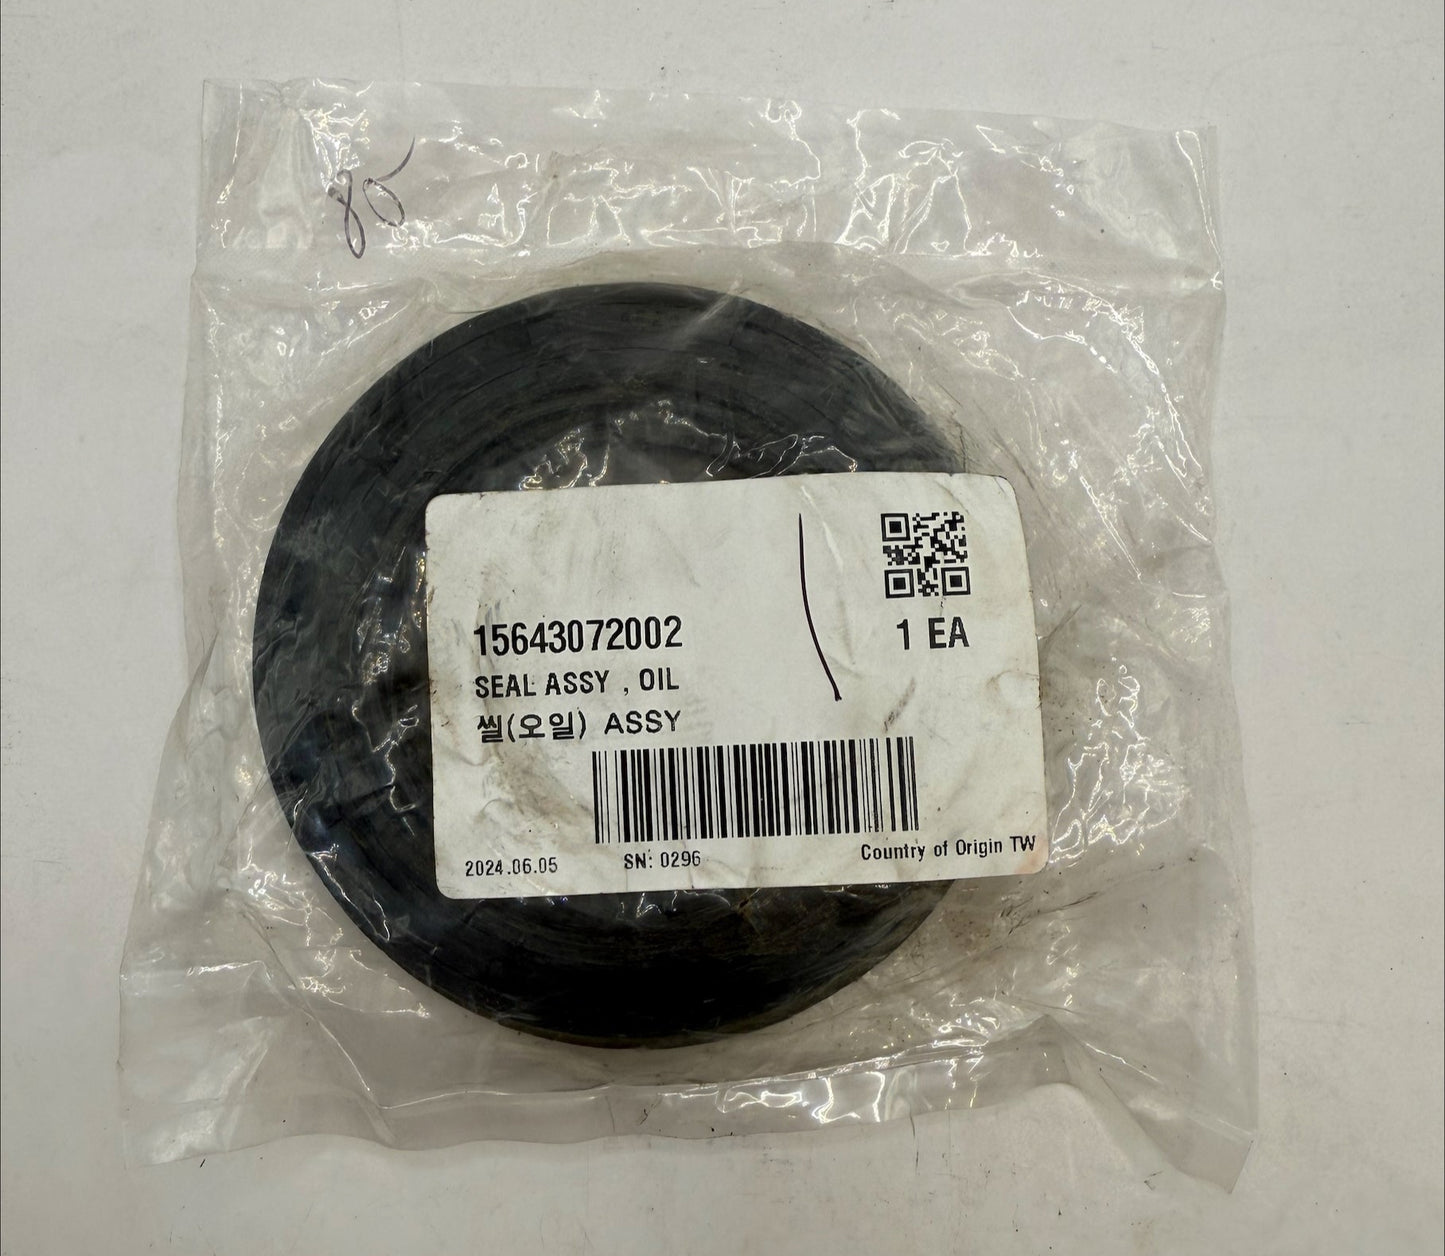 85
15643072002
1 EA
SEAL ASSY , OIL
씰(오일) ASSY
2024.06.05
SN: 0296
Country of Origin TW